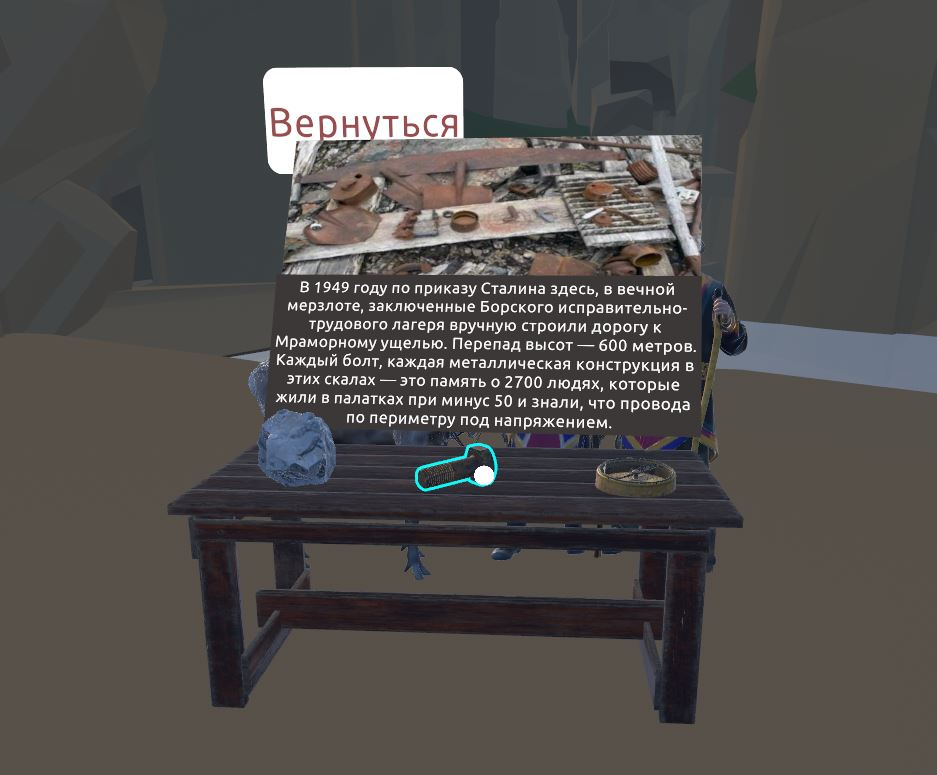 Вернуться
В 1949 году по приказу Сталина здесь, в вечной
мерзлоте, заключенные Борского исправительно-
трудового лагеря вручную строили дорогу к
Мраморному ущелью. Перепад высот — 600 метров.
Каждый болт, каждая металлическая конструкция в
этих скалах — это память о 2700 людях, которые
жили в палатках при минус 50 и знали, что провода
по периметру под напряжением.